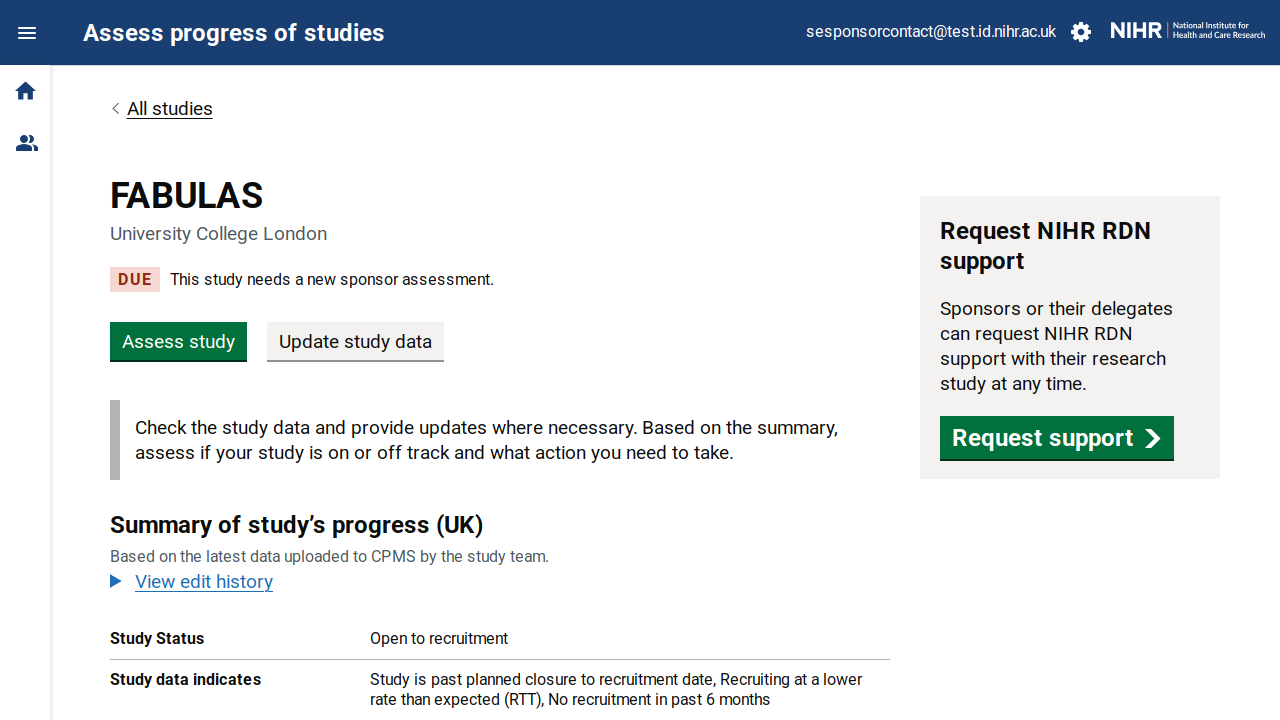 Assess progress of studies
sesponsorcontact@test.id.nihr.ac.uk
NIHR
National Institute for
Health and Care Research
All studies
FABULAS
University College London
DUE This study needs a new sponsor assessment.
Assess study
Update study data
Check the study data and provide updates where necessary. Based on the summary,
assess if your study is on or off track and what action you need to take.
Summary of study’s progress (UK)
Based on the latest data uploaded to CPMS by the study team.
View edit history
Study Status Open to recruitment
Study data indicates Study is past planned closure to recruitment date, Recruiting at a lower
rate than expected (RTT), No recruitment in past 6 months
Request NIHR RDN
support
Sponsors or their delegates
can request NIHR RDN
support with their research
study at any time.
Request support